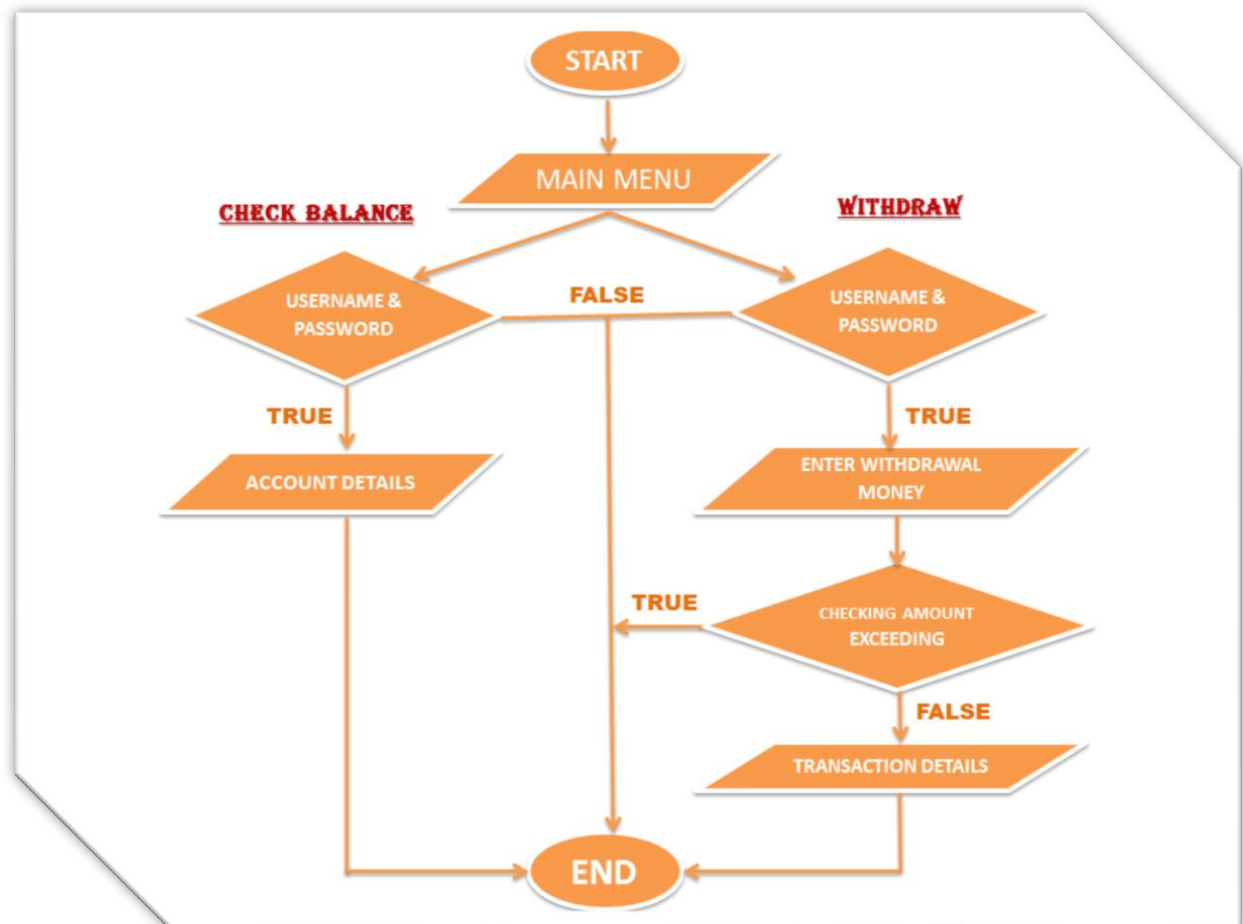 START
MAIN MENU
CHECK BALANCE
WITHDRAW
USERNAME &
PASSWORD
FALSE
USERNAME &
PASSWORD
TRUE
TRUE
ACCOUNT DETAILS
ENTER WITHDRAWAL
MONEY
TRUE
CHECKING AMOUNT
EXCEEDING
FALSE
TRANSACTION DETAILS
END